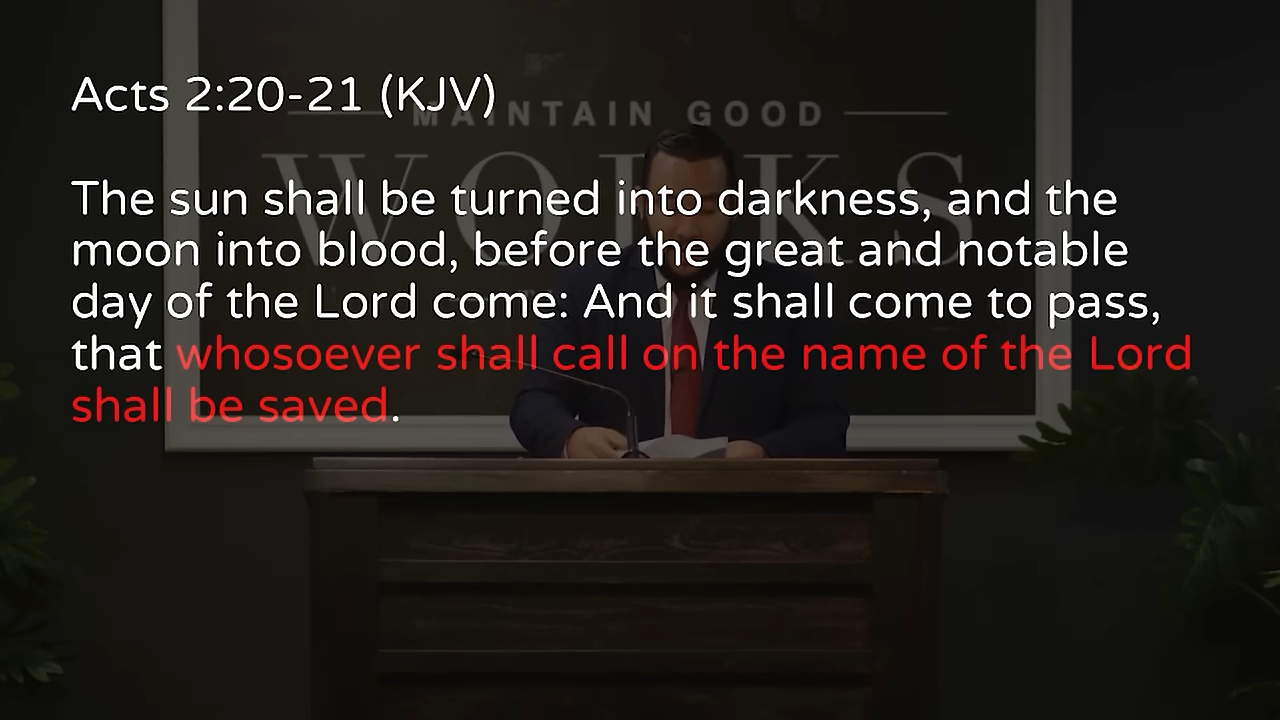 Acts 2:20-21 (KJV)
MAINTAIN GOOD
WORKS
The sun shall be turned into darkness, and the
moon into blood, before the great and notable
day of the Lord come: And it shall come to pass,
that whosoever shall call on the name of the Lord
shall be saved.